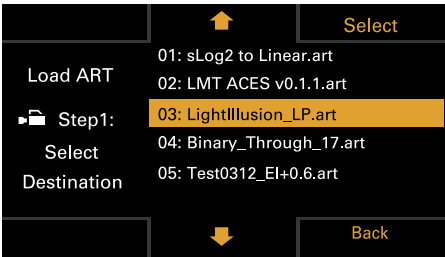 Select
Load ART
Step1:
Select
Destination
01: sLog2 to Linear.art
02: LMT ACES v0.1.1.art
03: LightIllusion_LP.art
04: Binary_Through_17.art
05: Test0312_EI+0.6.art
Back